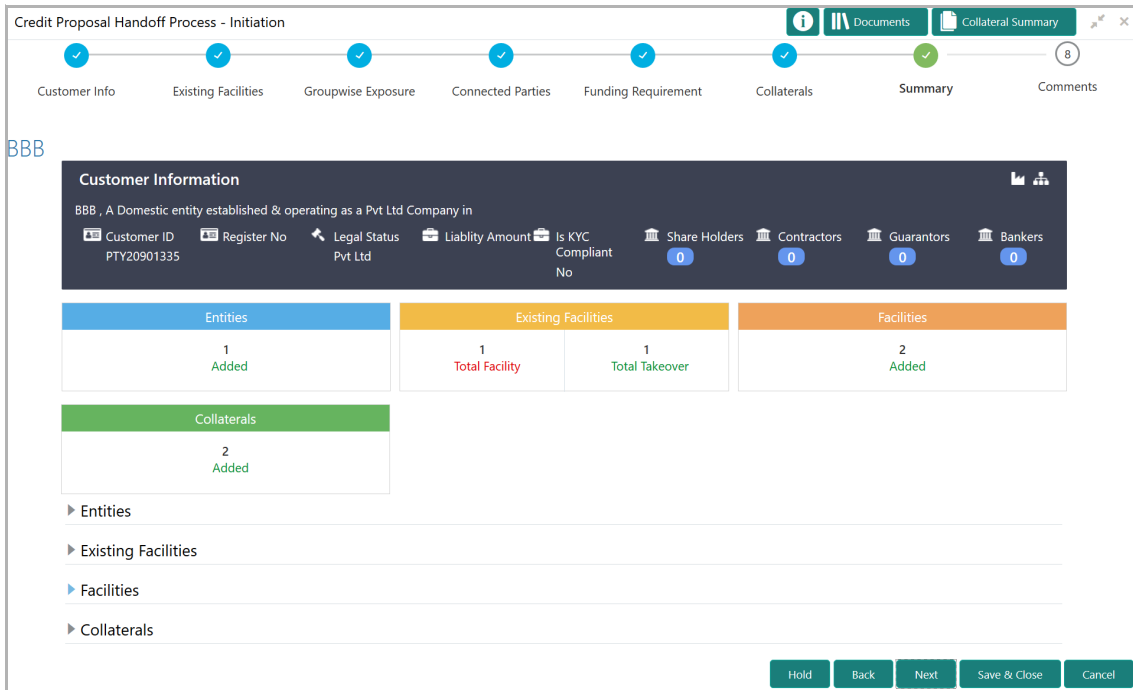 Credit Proposal Handoff Process - Initiation
Documents
Collateral Summary
8
Customer Info
Existing Facilities
Groupwise Exposure
Connected Parties
Funding Requirement
Collaterals
Summary
Comments
BBB
Customer Information
BBB , A Domestic entity established & operating as a Pvt Ltd Company in
Customer ID
PTY20901335
Register No
Legal Status
Pvt Ltd
Liablity Amount
Is KYC
Compliant
No
Share Holders
0
Contractors
0
Guarantors
0
Bankers
0
Entities
1
Added
Existing Facilities
1
Total Facility
1
Total Takeover
Facilities
2
Added
Collaterals
2
Added
Entities
Existing Facilities
Facilities
Collaterals
Hold
Back
Next
Save & Close
Cancel